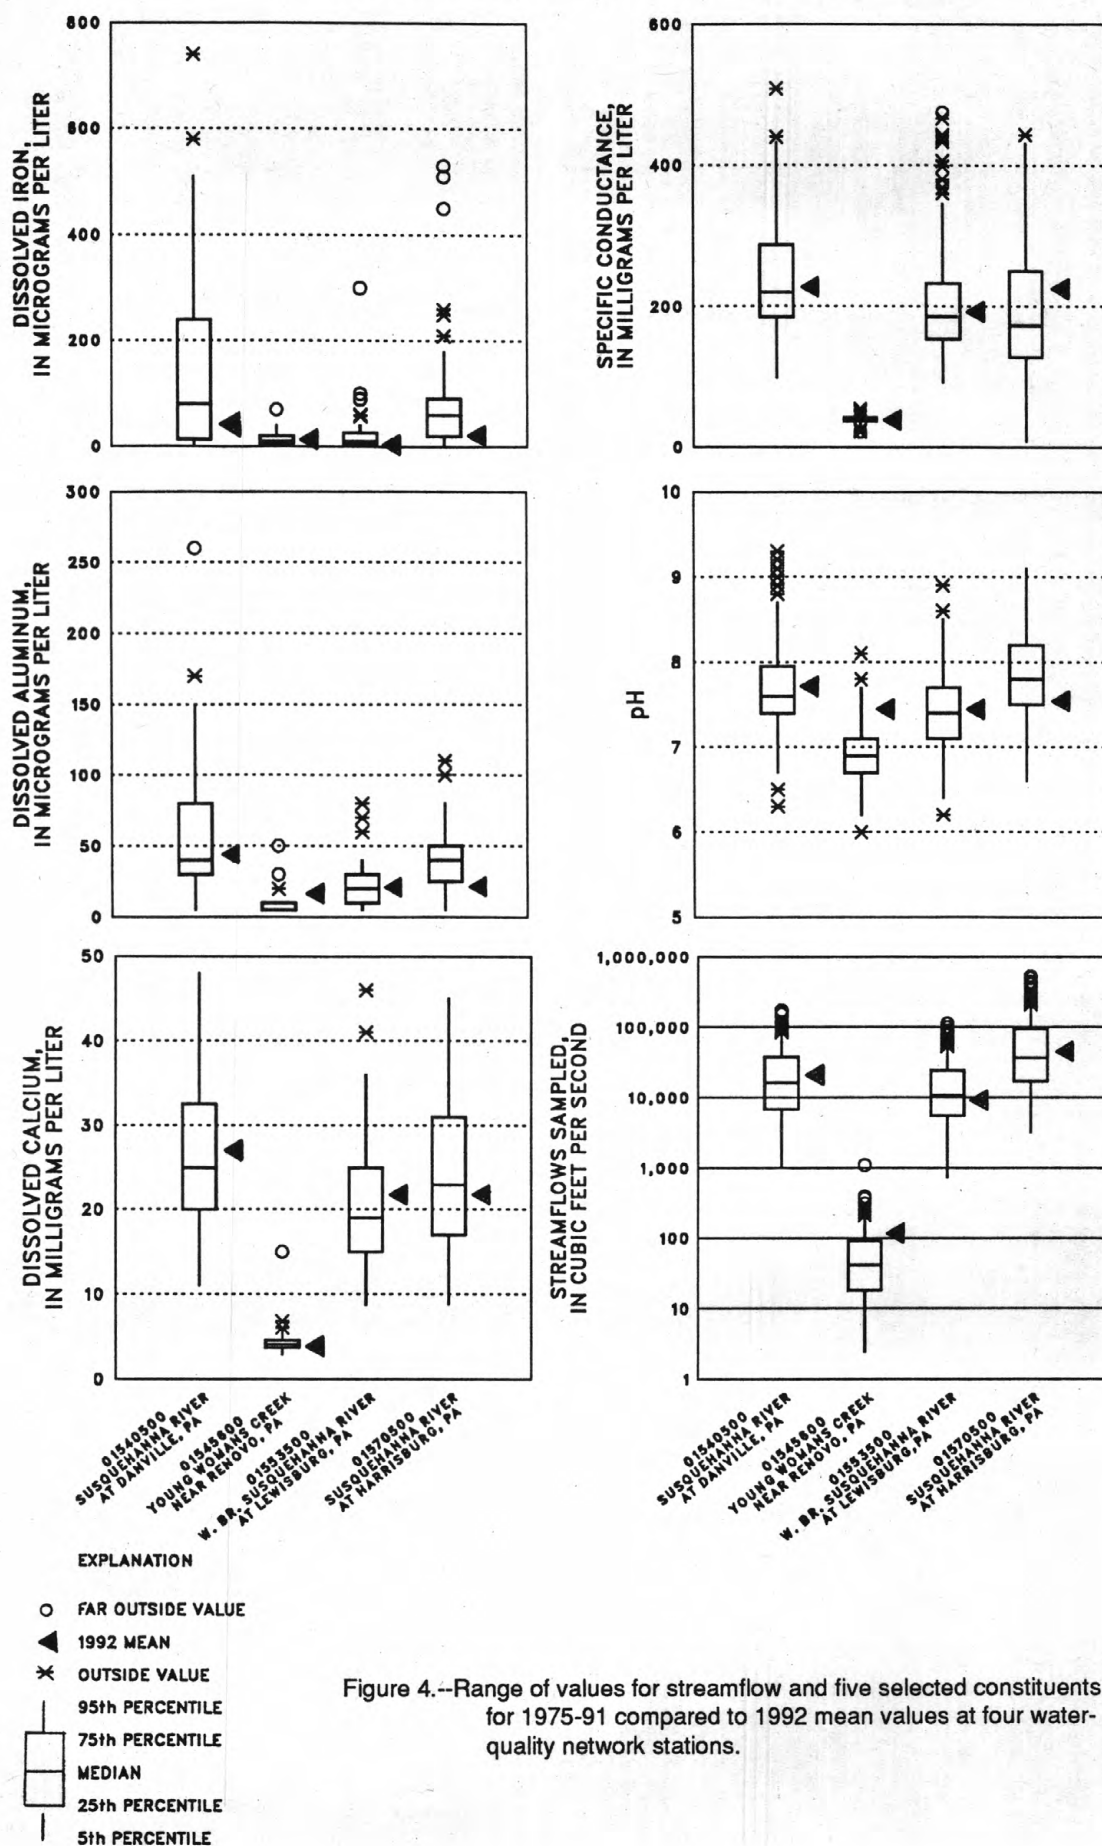 DISSOLVED IRON,
IN MICROGRAMS PER LITER
800
600
400
200
0
SPECIFIC CONDUCTANCE,
IN MILLIGRAMS PER LITER
600
400
200
0
DISSOLVED ALUMINUM,
IN MICROGRAMS PER LITER
300
250
200
150
100
50
0
pH
10
9
8
7
6
5
DISSOLVED CALCIUM,
IN MILLIGRAMS PER LITER
50
40
30
20
10
0
STREAMFLOWS SAMPLED,
IN CUBIC FEET PER SECOND
1,000,000
100,000
10,000
1,000
100
10
1
01540500
SUSQUEHANNA RIVER
AT DANVILLE, PA
01545600
YOUNG WOMANS CREEK
NEAR RENOVO, PA
01553500
W. BR. SUSQUEHANNA RIVER
AT LEWISBURG, PA
01570500
SUSQUEHANNA RIVER
AT HARRISBURG, PA
01540500
SUSQUEHANNA RIVER
AT DANVILLE, PA
01545600
YOUNG WOMANS CREEK
NEAR RENOVO, PA
01553500
W. BR. SUSQUEHANNA RIVER
AT LEWISBURG, PA
01570500
SUSQUEHANNA RIVER
AT HARRISBURG, PA
EXPLANATION
FAR OUTSIDE VALUE
1992 MEAN
OUTSIDE VALUE
95th PERCENTILE
75th PERCENTILE
MEDIAN
25th PERCENTILE
5th PERCENTILE
Figure 4.--Range of values for streamflow and five selected constituents
for 1975-91 compared to 1992 mean values at four water-
quality network stations.